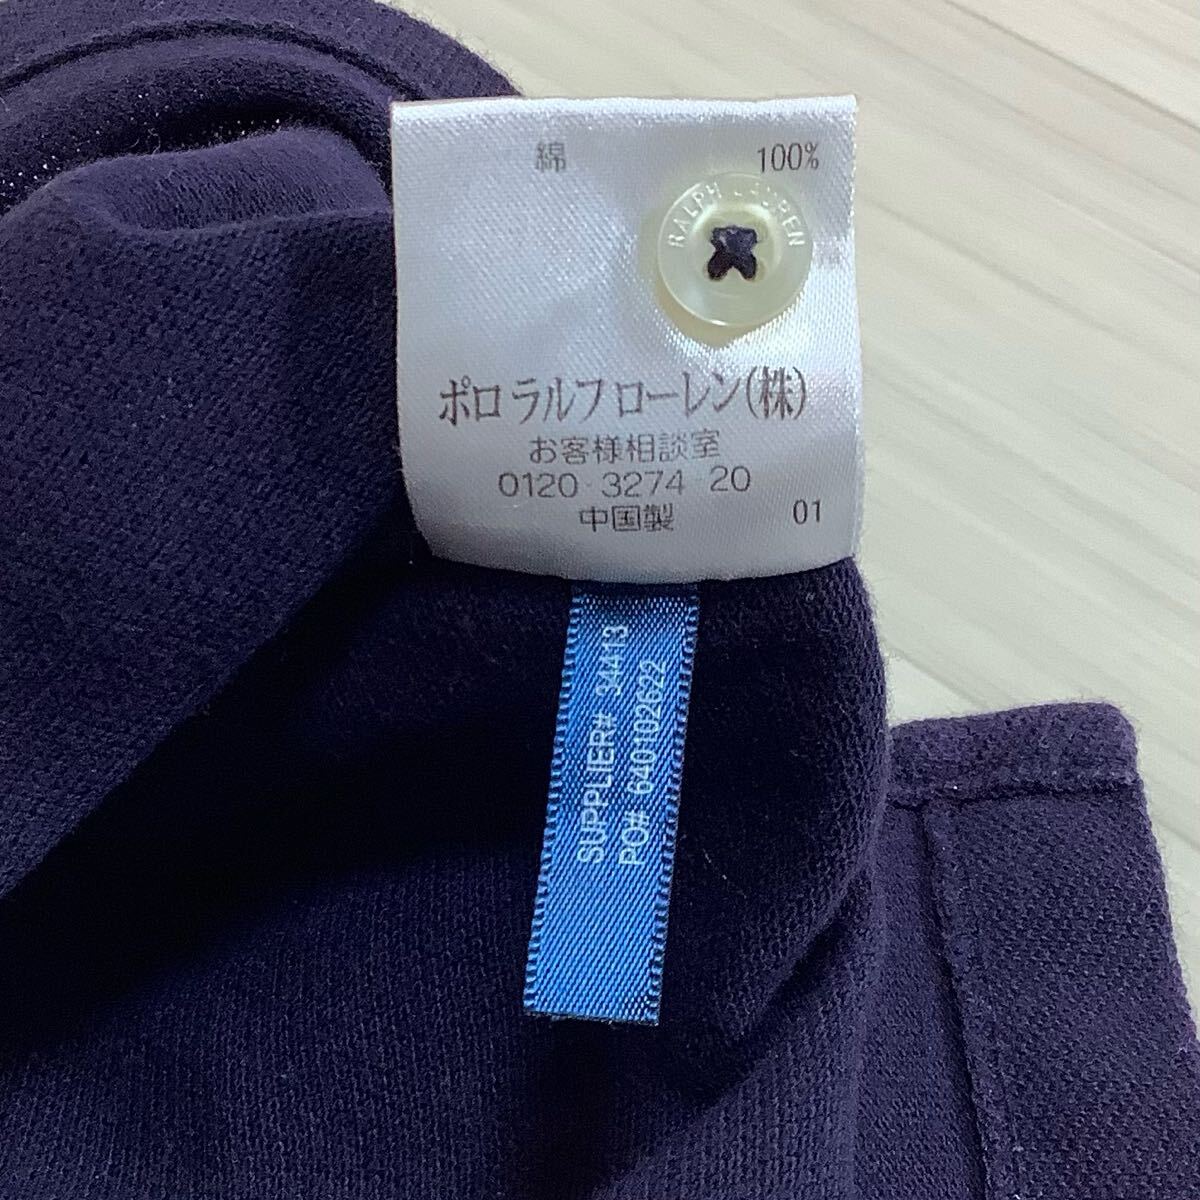 綿 100%
RALPH LAUREN
ポロ ラルフ ローレン(株)
お客様相談室
0120-3274-20
中国製 01
SUPPLIER# 34413
PO# 640102622